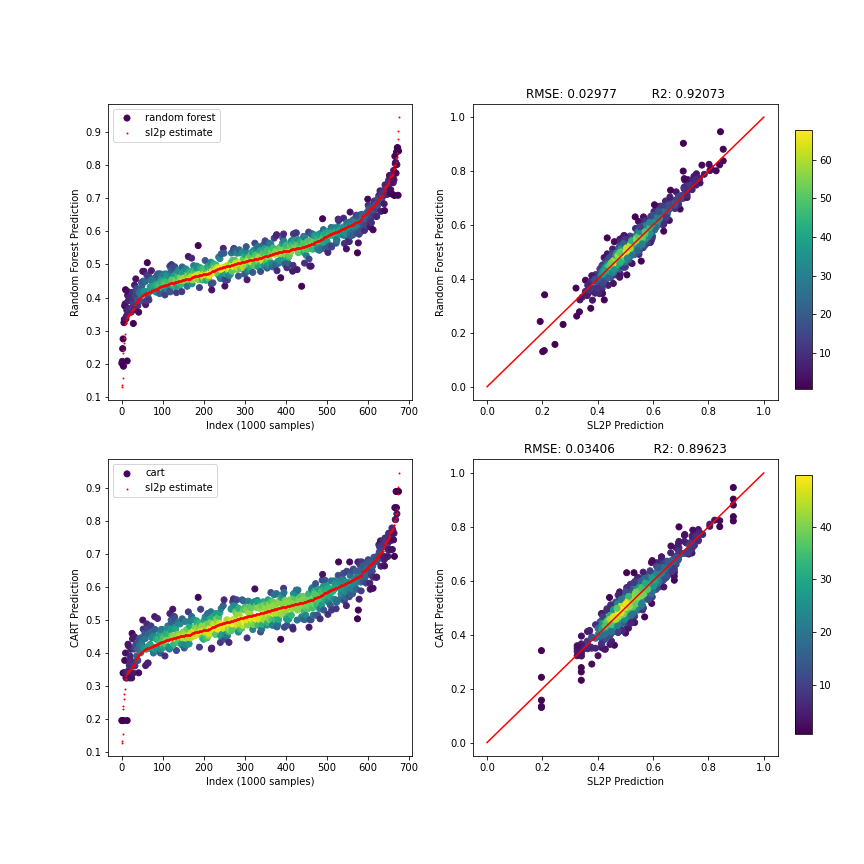 RMSE: 0.02977 R2: 0.92073
random forest
sl2p estimate
Random Forest Prediction
0.9
0.8
0.7
0.6
0.5
0.4
0.3
0.2
0.1
0 100 200 300 400 500 600 700
Index (1000 samples)
Random Forest Prediction
1.0
0.8
0.6
0.4
0.2
0.0
0.0 0.2 0.4 0.6 0.8 1.0
SL2P Prediction
60
50
40
30
20
10
RMSE: 0.03406 R2: 0.89623
cart
sl2p estimate
CART Prediction
0.9
0.8
0.7
0.6
0.5
0.4
0.3
0.2
0.1
0 100 200 300 400 500 600 700
Index (1000 samples)
CART Prediction
1.0
0.8
0.6
0.4
0.2
0.0
0.0 0.2 0.4 0.6 0.8 1.0
SL2P Prediction
40
30
20
10